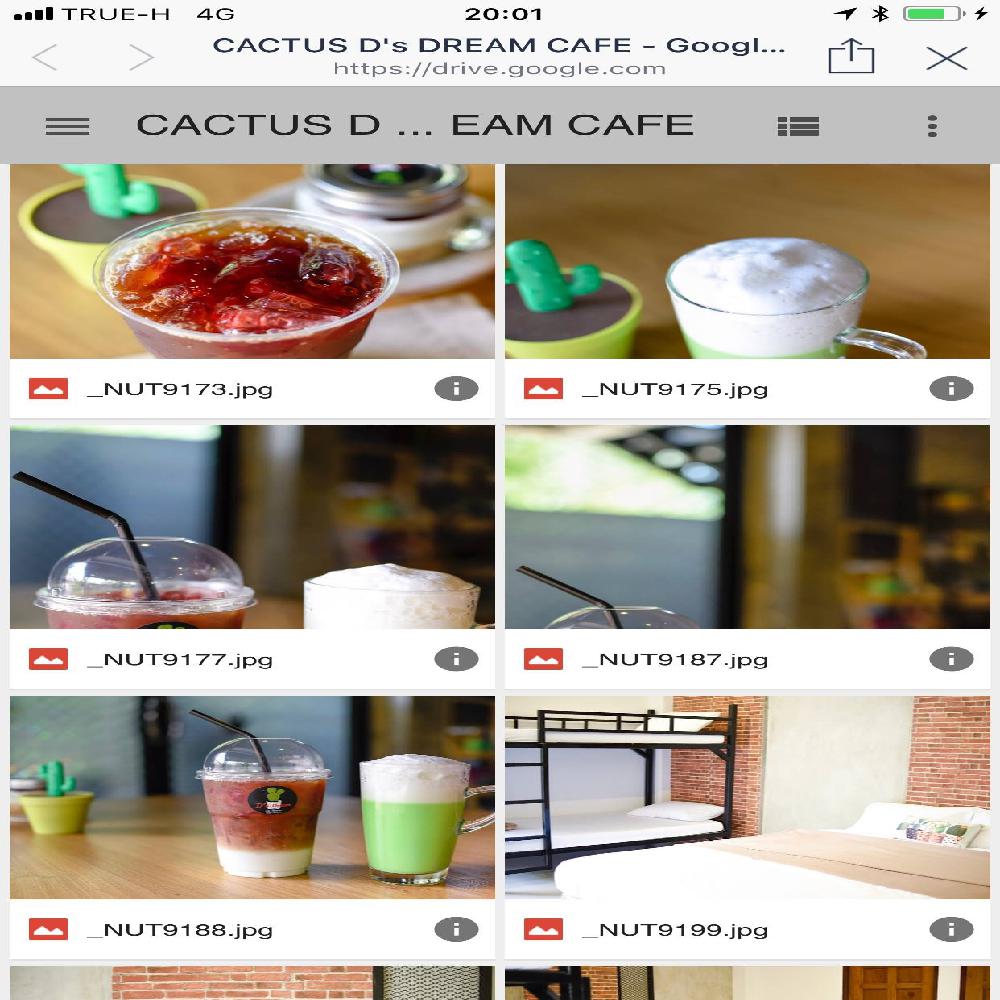 TRUE-H 4G 20:01
CACTUS D's DREAM CAFE - Googl...
https://drive.google.com
CACTUS D ... EAM CAFE
_NUT9173.jpg
_NUT9175.jpg
_NUT9177.jpg
_NUT9187.jpg
_NUT9188.jpg
_NUT9199.jpg